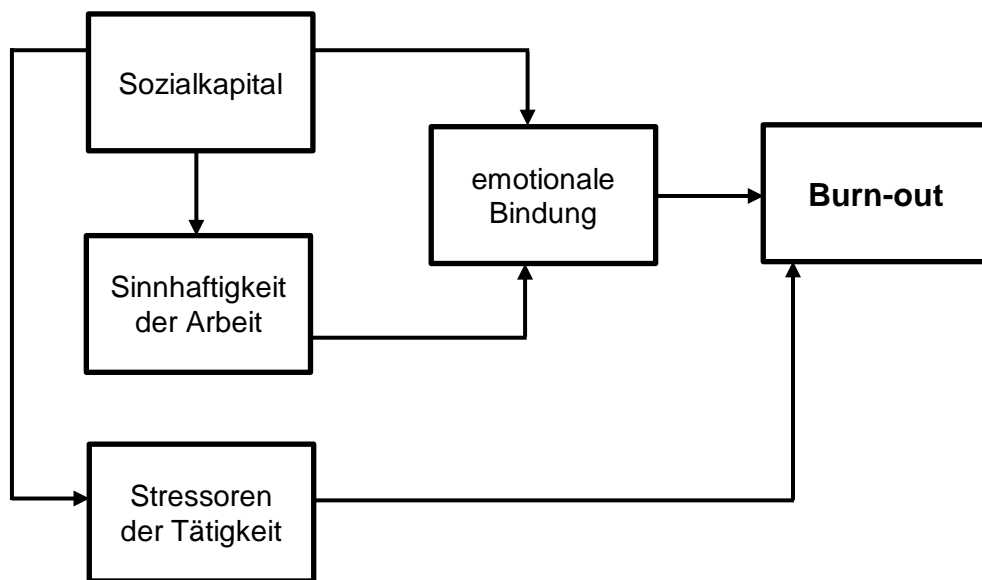 Sozialkapital
emotionale
Bindung
Burn-out
Sinnhaftigkeit
der Arbeit
Stressoren
der Tätigkeit